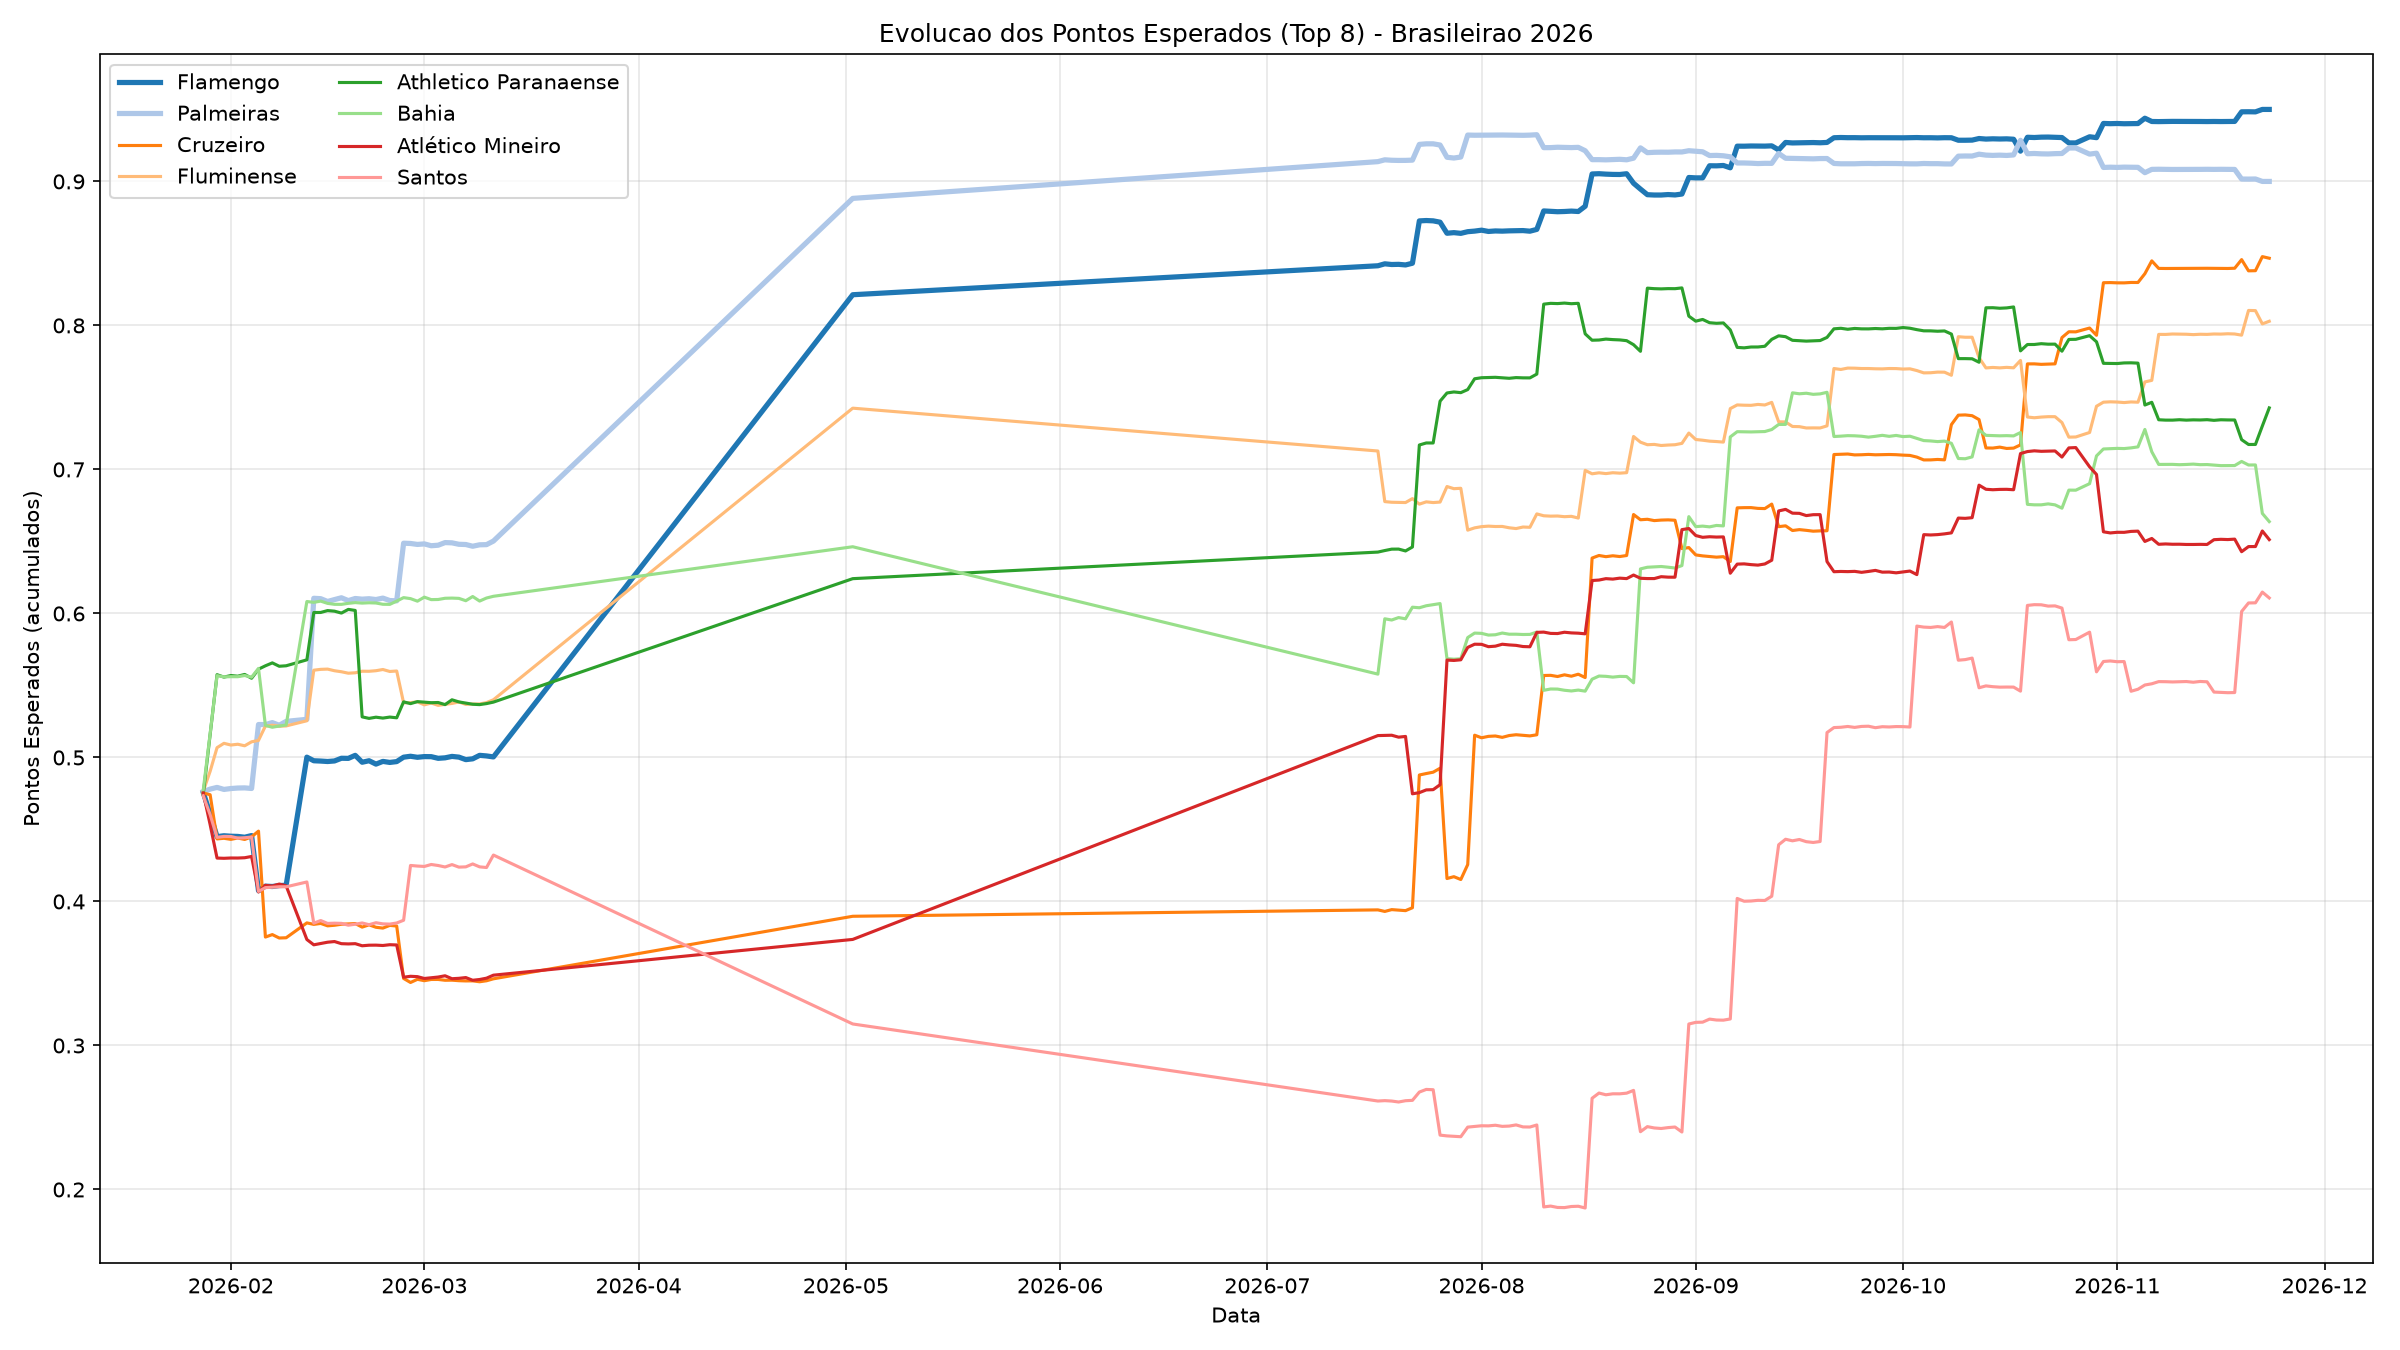 Evolucao dos Pontos Esperados (Top 8) - Brasileirao 2026
Flamengo
Palmeiras
Cruzeiro
Fluminense
Athletico Paranaense
Bahia
Atlético Mineiro
Santos
Pontos Esperados (acumulados)
0.9
0.8
0.7
0.6
0.5
0.4
0.3
0.2
2026-02 2026-03 2026-04 2026-05 2026-06 2026-07 2026-08 2026-09 2026-10 2026-11 2026-12
Data